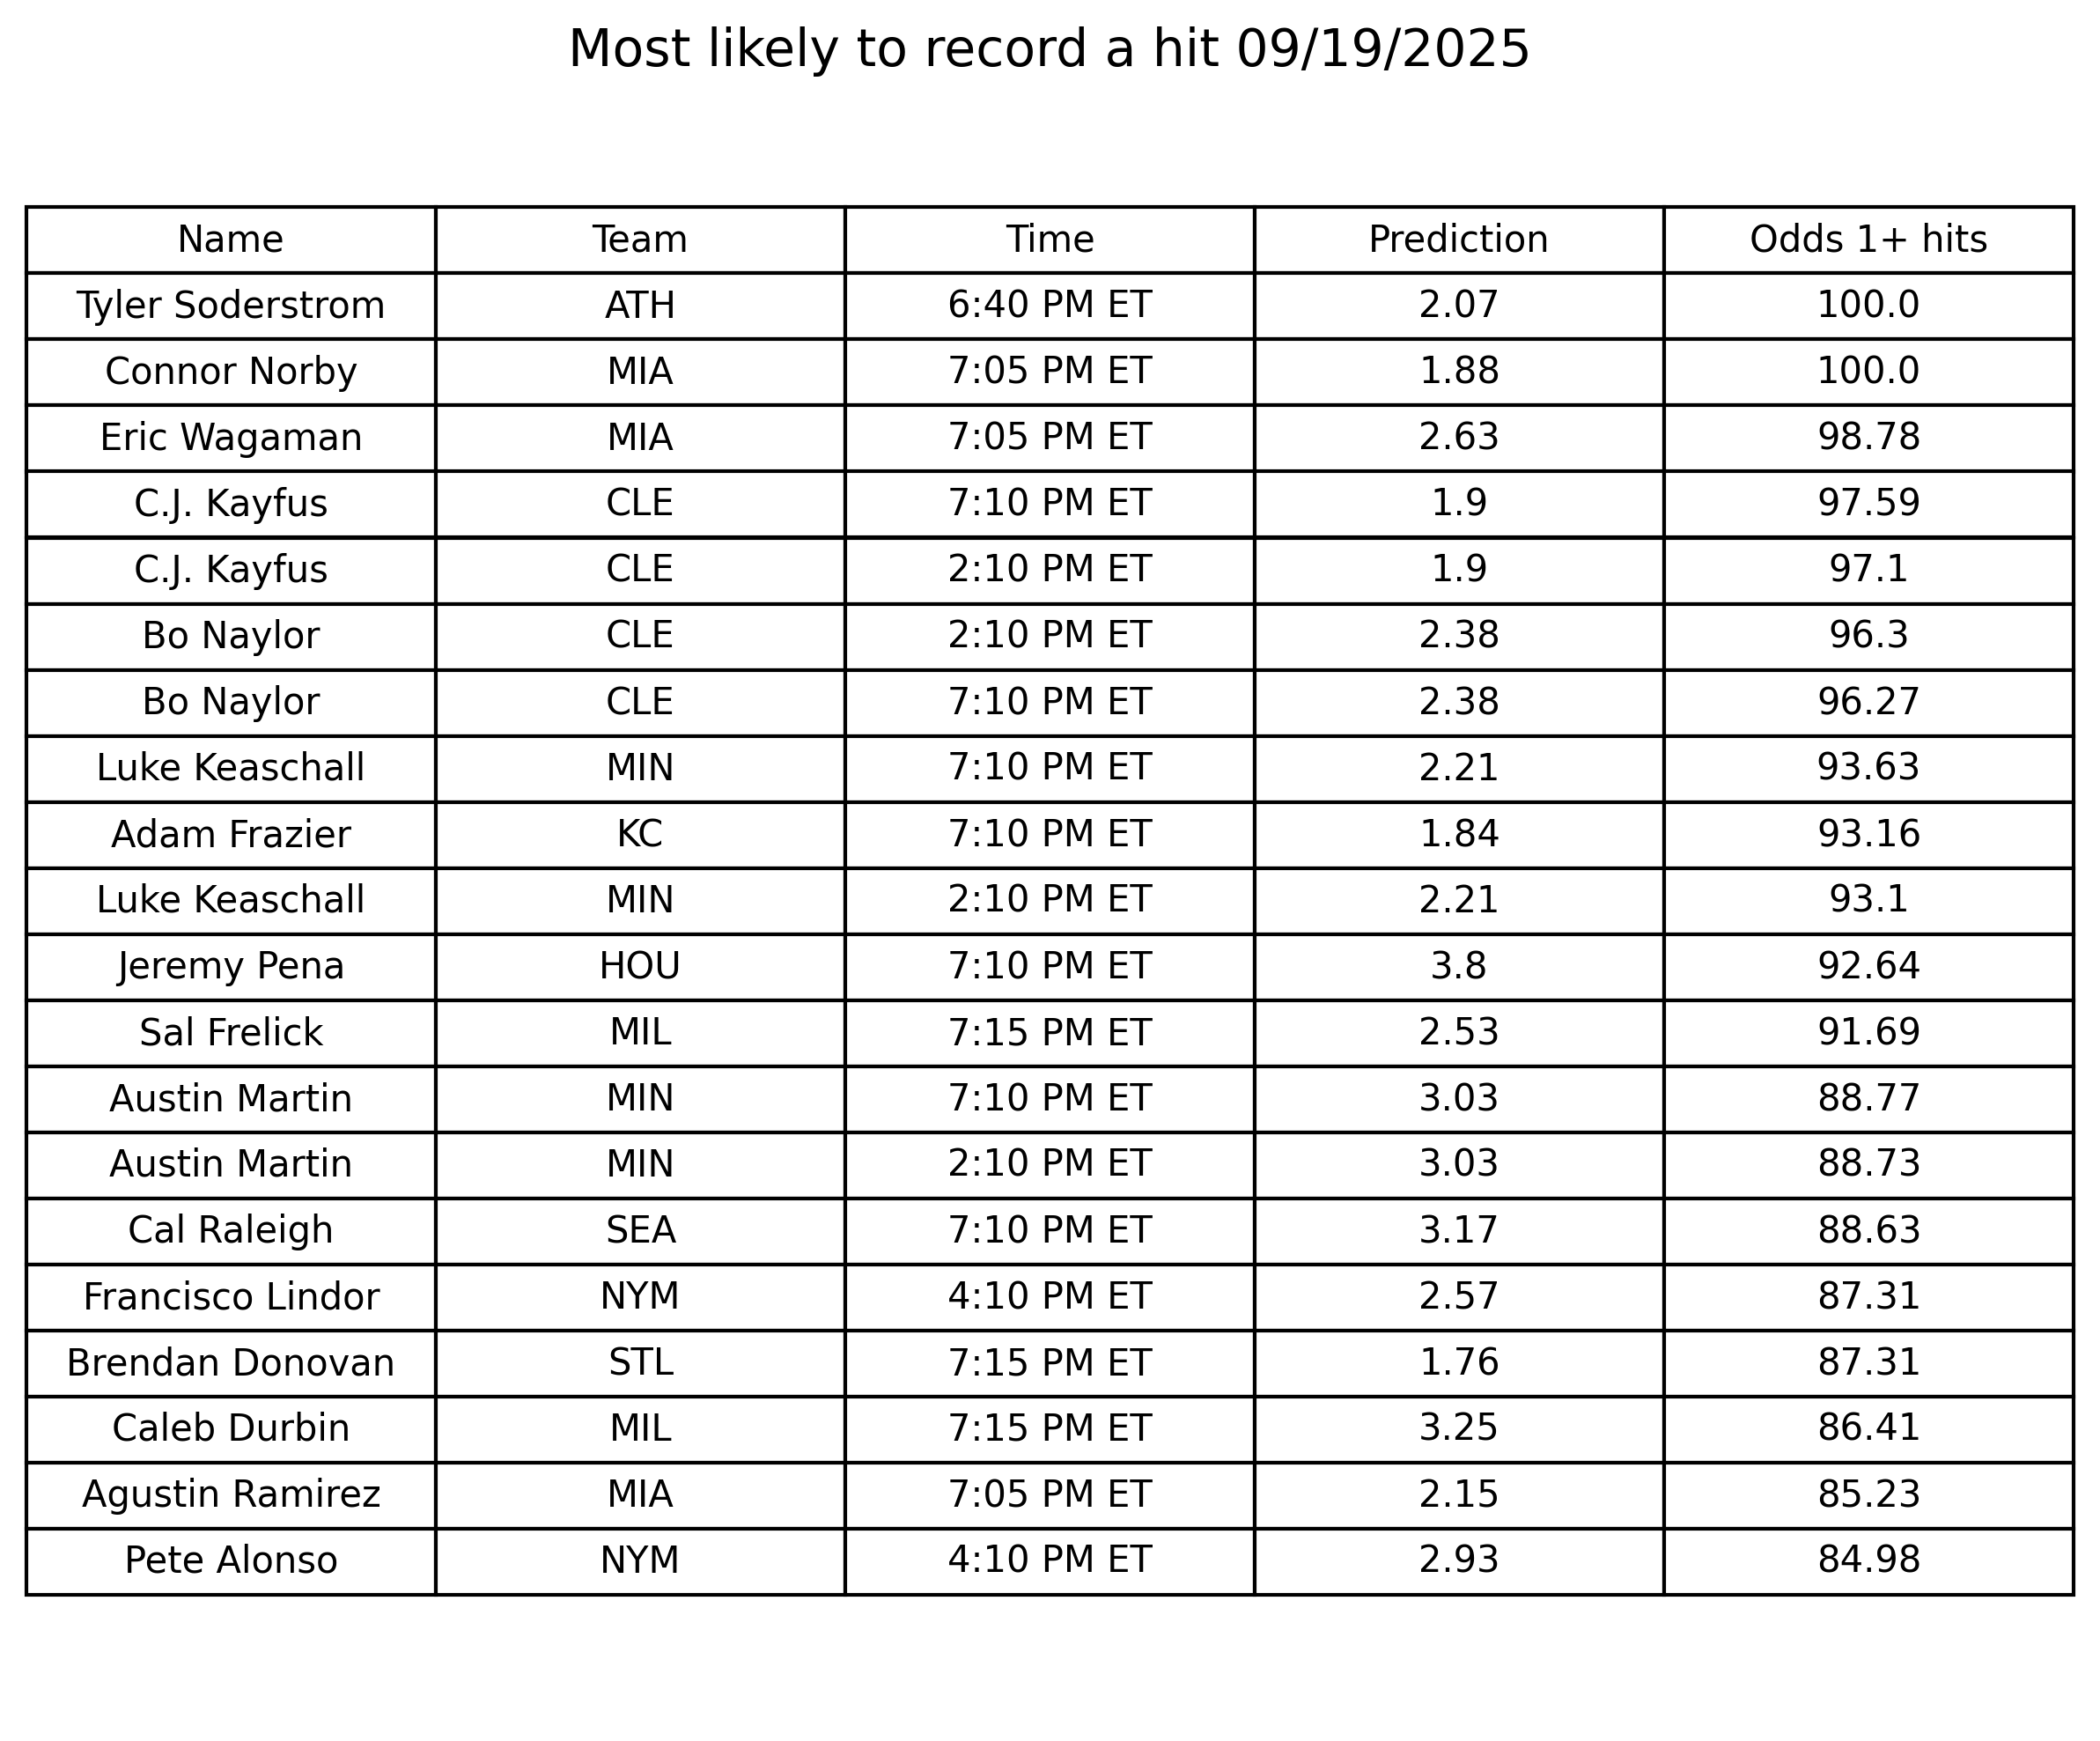 Most likely to record a hit 09/19/2025
Name Team Time Prediction Odds 1+ hits
Tyler Soderstrom ATH 6:40 PM ET 2.07 100.0
Connor Norby MIA 7:05 PM ET 1.88 100.0
Eric Wagaman MIA 7:05 PM ET 2.63 98.78
C.J. Kayfus CLE 7:10 PM ET 1.9 97.59
C.J. Kayfus CLE 2:10 PM ET 1.9 97.1
Bo Naylor CLE 2:10 PM ET 2.38 96.3
Bo Naylor CLE 7:10 PM ET 2.38 96.27
Luke Keaschall MIN 7:10 PM ET 2.21 93.63
Adam Frazier KC 7:10 PM ET 1.84 93.16
Luke Keaschall MIN 2:10 PM ET 2.21 93.1
Jeremy Pena HOU 7:10 PM ET 3.8 92.64
Sal Frelick MIL 7:15 PM ET 2.53 91.69
Austin Martin MIN 7:10 PM ET 3.03 88.77
Austin Martin MIN 2:10 PM ET 3.03 88.73
Cal Raleigh SEA 7:10 PM ET 3.17 88.63
Francisco Lindor NYM 4:10 PM ET 2.57 87.31
Brendan Donovan STL 7:15 PM ET 1.76 87.31
Caleb Durbin MIL 7:15 PM ET 3.25 86.41
Agustin Ramirez MIA 7:05 PM ET 2.15 85.23
Pete Alonso NYM 4:10 PM ET 2.93 84.98